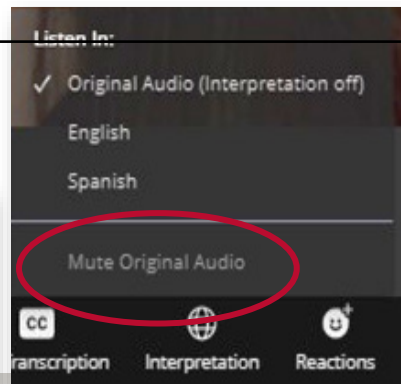 Listen In:
✓ Original Audio (Interpretation off)
English
Spanish
Mute Original Audio
CC
ranscription Interpretation Reactions